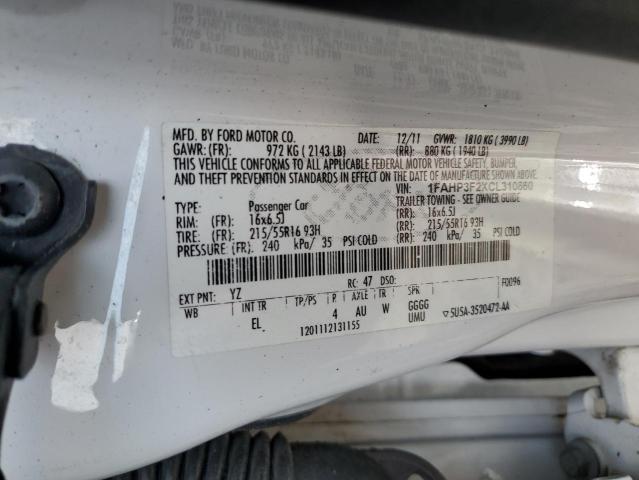 MFD. BY FORD MOTOR CO.
DATE: 12/11 GVWR: 1810 KG ( 3990 LB)
GAWR: (FR): 972 KG ( 2143 LB) (RR): 880 KG ( 1940 LB)
THIS VEHICLE CONFORMS TO ALL APPLICABLE FEDERAL MOTOR VEHICLE SAFETY, BUMPER,
AND THEFT PREVENTION STANDARDS IN EFFECT ON THE DATE OF MANUFACTURE SHOWN ABOVE.
VIN: 1FAHP3F2XCL310860
TYPE: Passenger Car TRAILER TOWING - SEE OWNER GUIDE
RIM: (FR): 16x6.5J (RR): 16x6.5J
TIRE: (FR): 215/55R16 93H (RR): 215/55R16 93H
PRESSURE (FR): 240 kPa/ 35 PSI COLD (RR): 240 kPa/ 35 PSI COLD
RC: 47 DSO: F0096
EXT PNT: YZ
WB INT TR TP/PS R AXLE TR SPR
EL 4 AU W GGGG
UMU
1201112131155
5U5A-3520472-AA